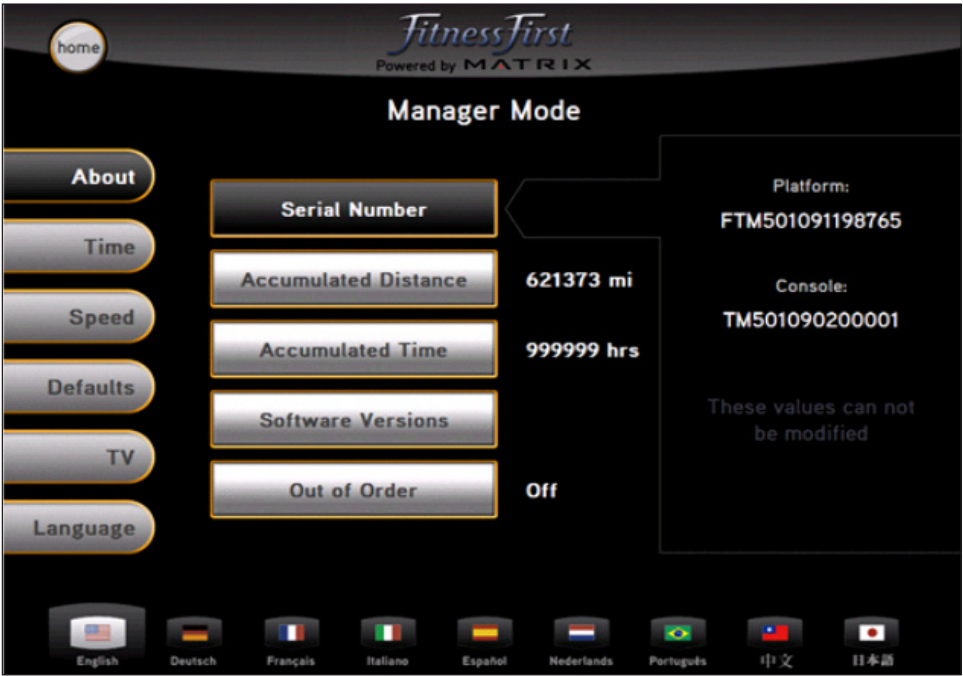 home
FitnessFirst
Powered by MATRIX
Manager Mode
About
Time
Speed
Defaults
TV
Language
Serial Number
Accumulated Distance
621373 mi
Accumulated Time
999999 hrs
Software Versions
Out of Order
Off
Platform:
FTM501091198765
Console:
TM501090200001
These values can not
be modified
English
Deutsch
Français
Italiano
Español
Nederlands
Português
中文
日本語